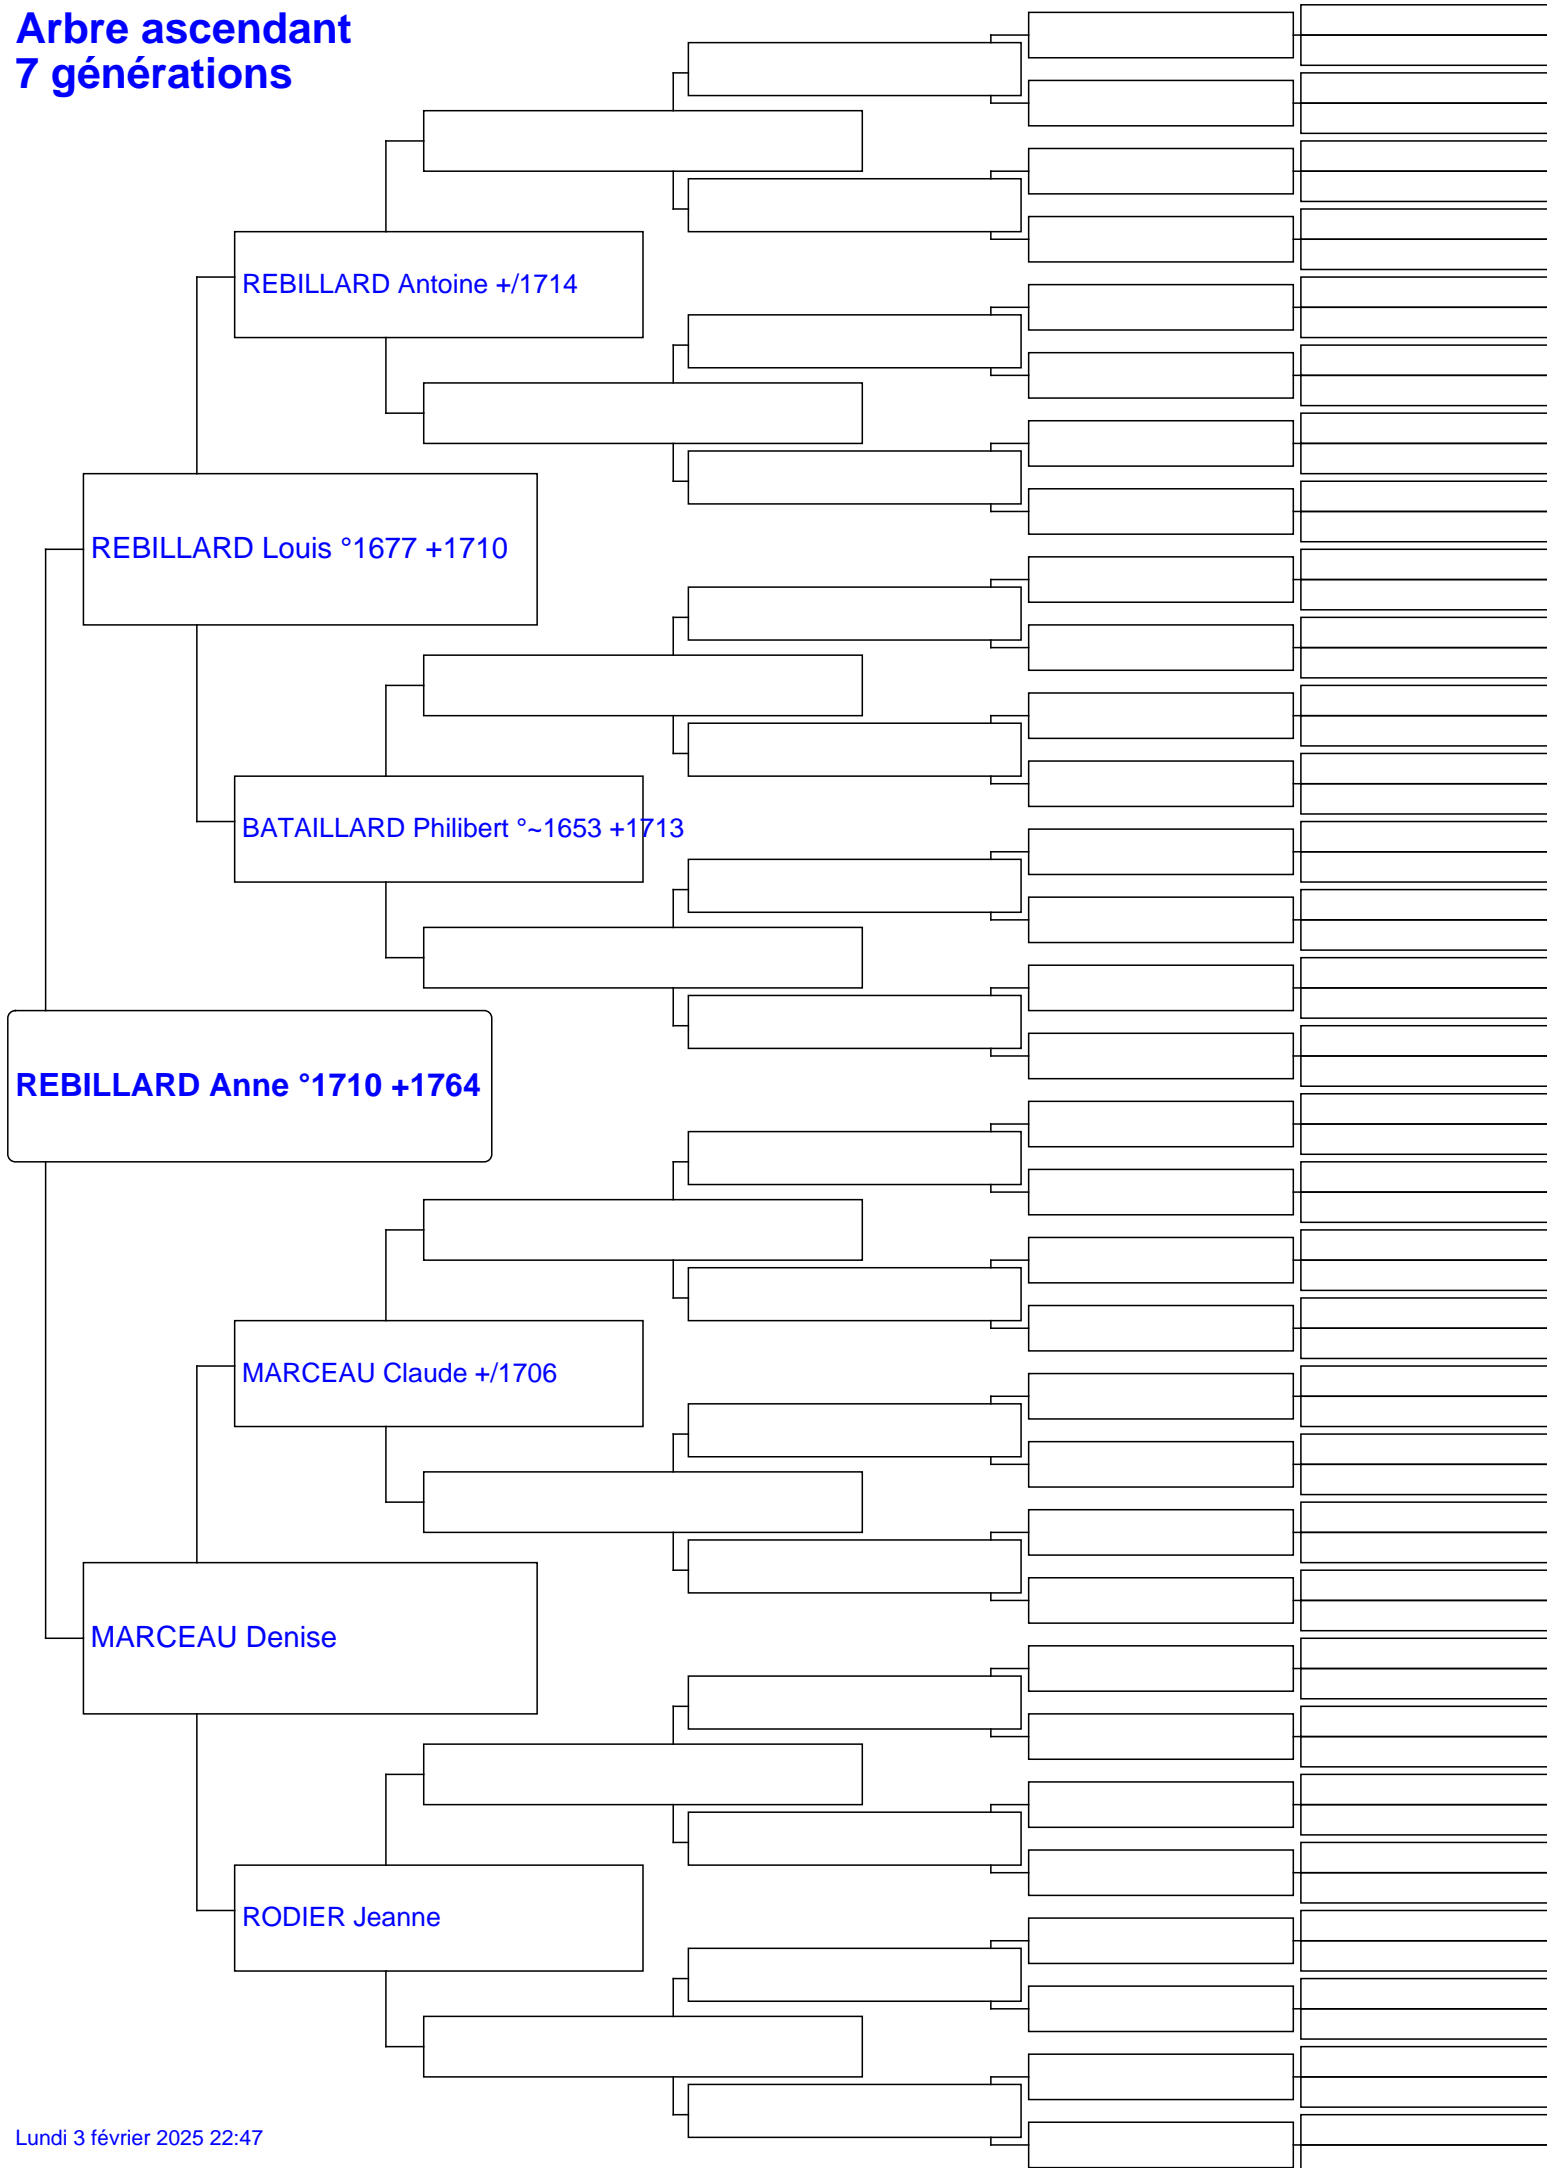 Arbre ascendant
7 générations
REBILLARD Antoine +/1714
REBILLARD Louis °1677 +1710
BATAILLARD Philibert °~1653 +1713
REBILLARD Anne °1710 +1764
MARCEAU Claude +/1706
MARCEAU Denise
RODIER Jeanne
Lundi 3 février 2025 22:47